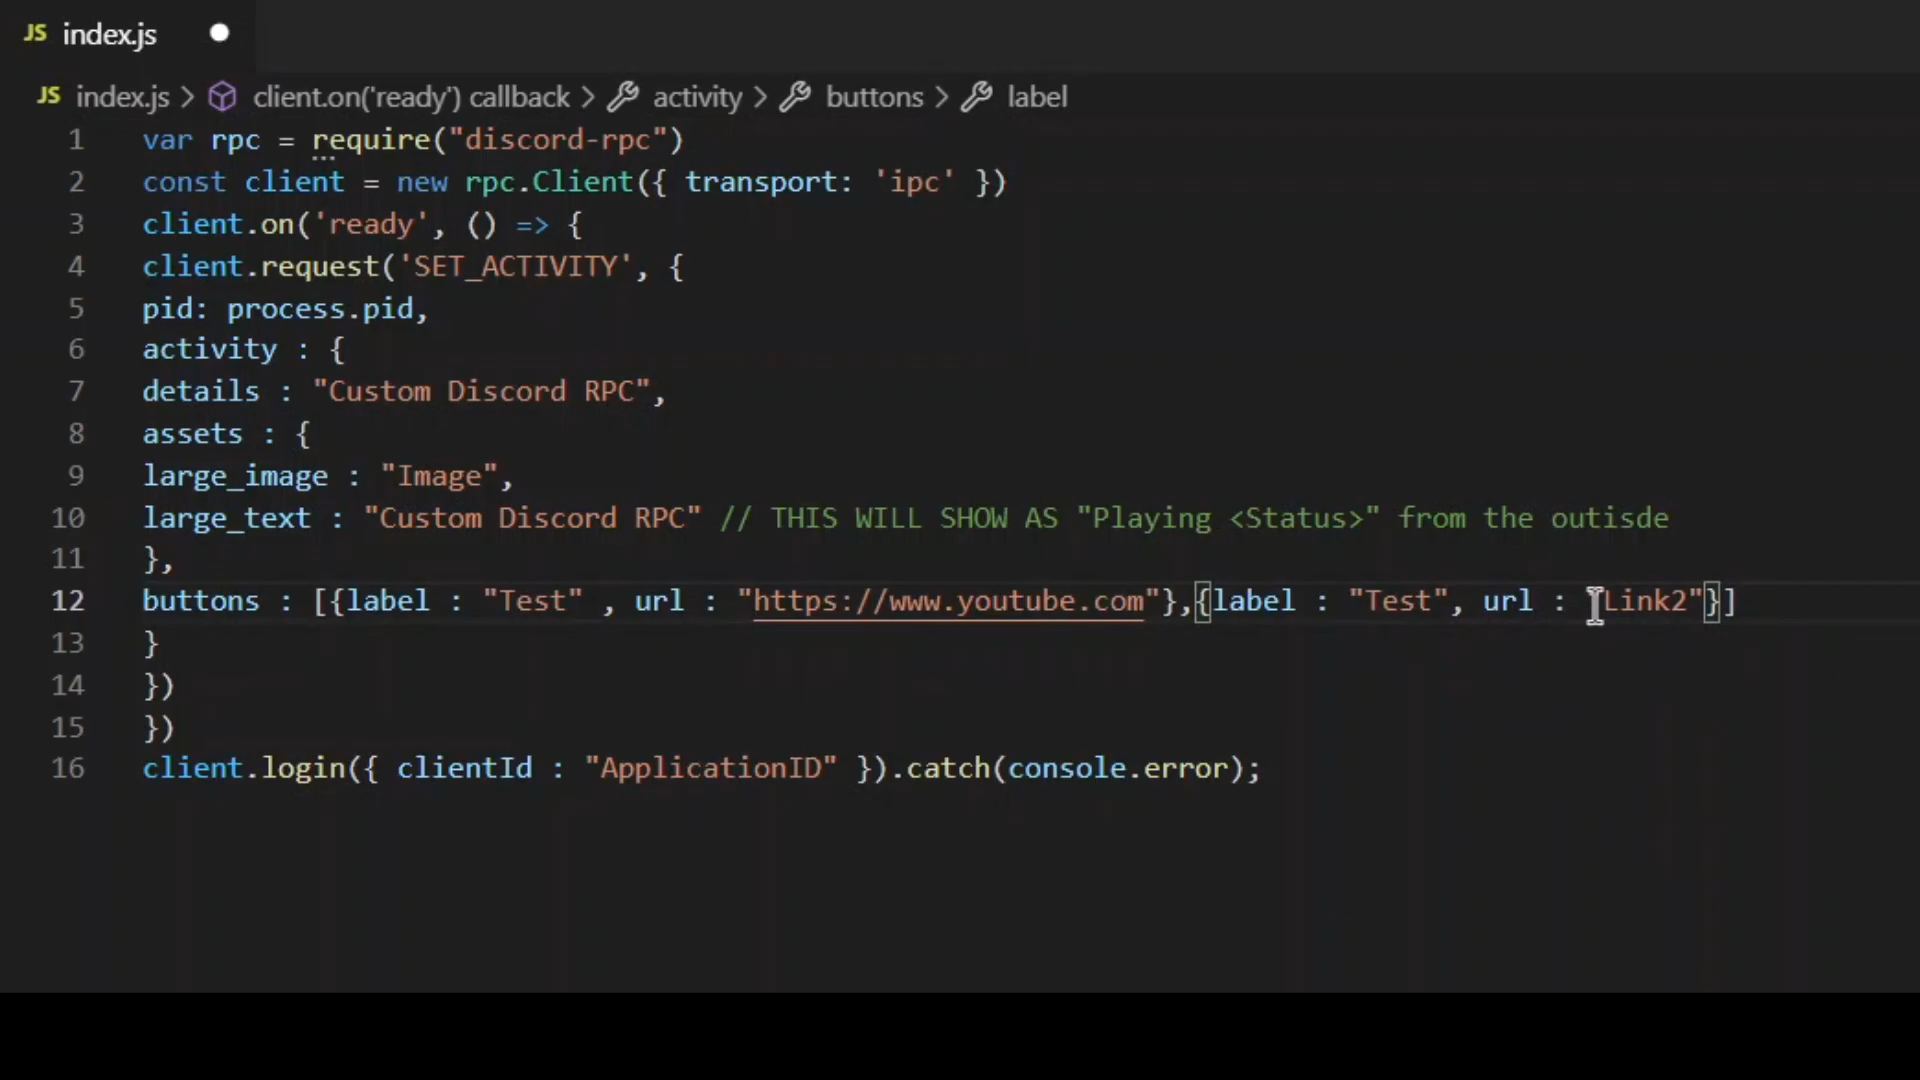 JS index.js
JS index.js > client.on('ready') callback > activity > buttons > label
1 var rpc = require("discord-rpc")
2 const client = new rpc.Client({ transport: 'ipc' })
3 client.on('ready', () => {
4 client.request('SET_ACTIVITY', {
5 pid: process.pid,
6 activity : {
7 details : "Custom Discord RPC",
8 assets : {
9 large_image : "Image",
10 large_text : "Custom Discord RPC" // THIS WILL SHOW AS "Playing <Status>" from the outisde
11 },
12 buttons : [{label : "Test" , url : "https://www.youtube.com"},{label : "Test", url : "Link2"}]
13 }
14 })
15 })
16 client.login({ clientId : "ApplicationID" }).catch(console.error);